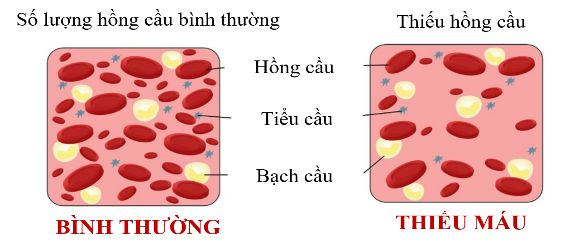 Số lượng hồng cầu bình thường
Thiếu hồng cầu
Hồng cầu
Tiểu cầu
Bạch cầu
BÌNH THƯỜNG
THIẾU MÁU